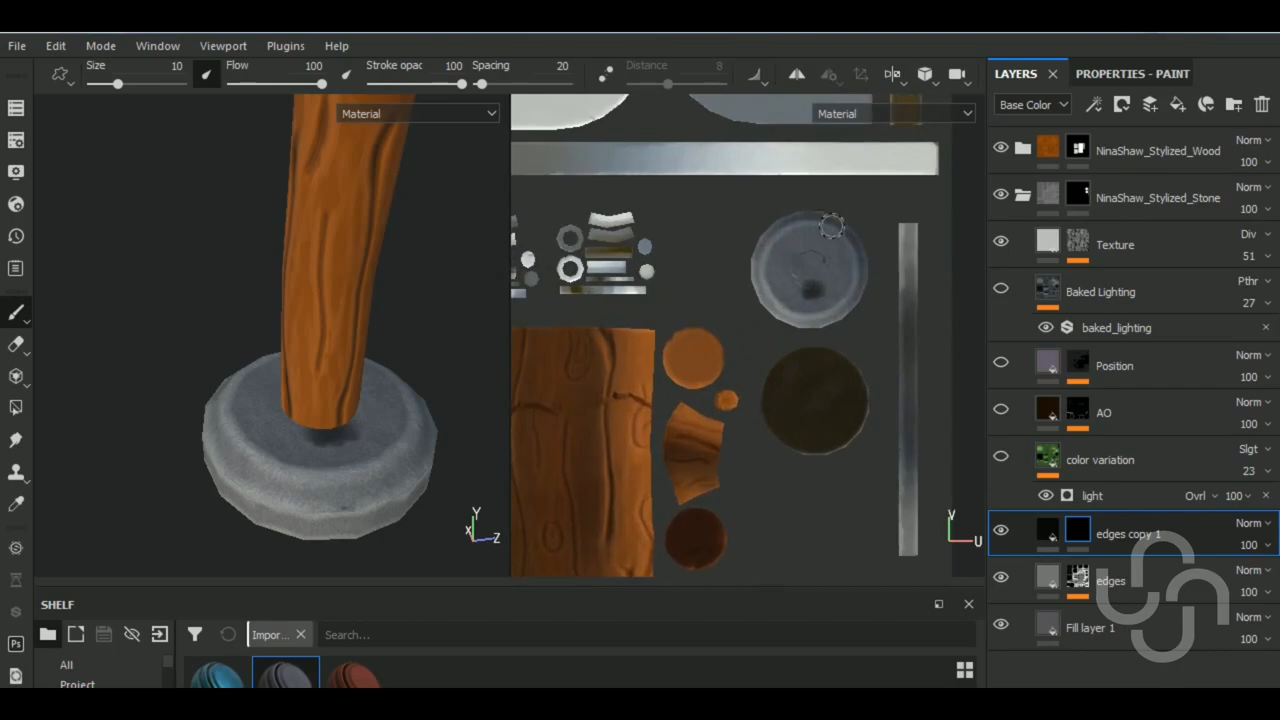 File Edit Mode Window Viewport Plugins Help
Size 10 Flow 100 Stroke opac 100 Spacing 20 Distance 8
LAYERS PROPERTIES - PAINT
Base Color
Material Material
NinaShaw_Stylized_Wood Norm 100
NinaShaw_Stylized_Stone Norm 100
Texture Div 51
Baked Lighting Pthr 27
baked_lighting
Position Norm 100
AO Norm 100
color variation Slgt 23
light Ovrl 100
edges copy 1 Norm 100
edges Norm 100
Fill layer 1 Norm 100
Y
X
Z
V
U
SHELF
Impor... Search...
All
Project
Ps